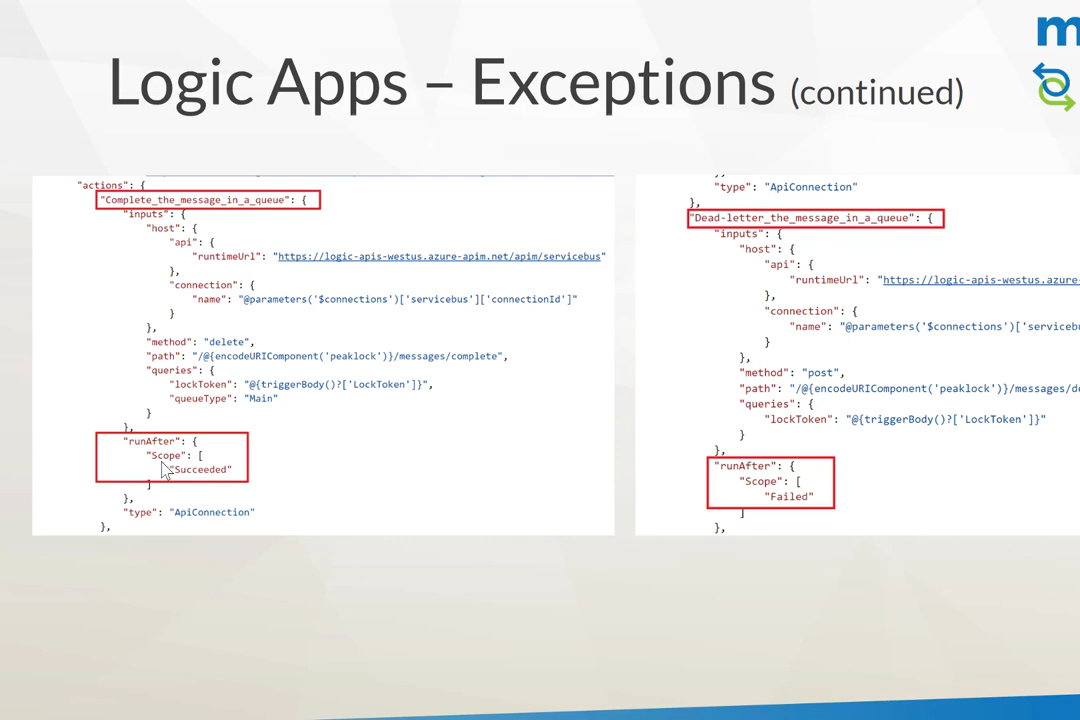 m
Logic Apps – Exceptions (continued)
"actions": {
"Complete_the_message_in_a_queue": {
"inputs": {
"host": {
"api": {
"runtimeUrl": "https://logic-apis-westus.azure-apim.net/apim/servicebus"
},
"connection": {
"name": "@parameters('$connections')['servicebus']['connectionId']"
}
},
"method": "delete",
"path": "/@{encodeURIComponent('peaklock')}/messages/complete",
"queries": {
"lockToken": "@{triggerBody()?['LockToken']}",
"queueType": "Main"
}
},
"runAfter": {
"Scope": [
"Succeeded"
]
},
"type": "ApiConnection"
},
},
"type": "ApiConnection"
},
"Dead-letter_the_message_in_a_queue": {
"inputs": {
"host": {
"api": {
"runtimeUrl": "https://logic-apis-westus.azure
},
"connection": {
"name": "@parameters('$connections')['servicebu
}
},
"method": "post",
"path": "/@{encodeURIComponent('peaklock')}/messages/de
"queries": {
"lockToken": "@{triggerBody()?['LockToken']}"
}
},
"runAfter": {
"Scope": [
"Failed"
]
},